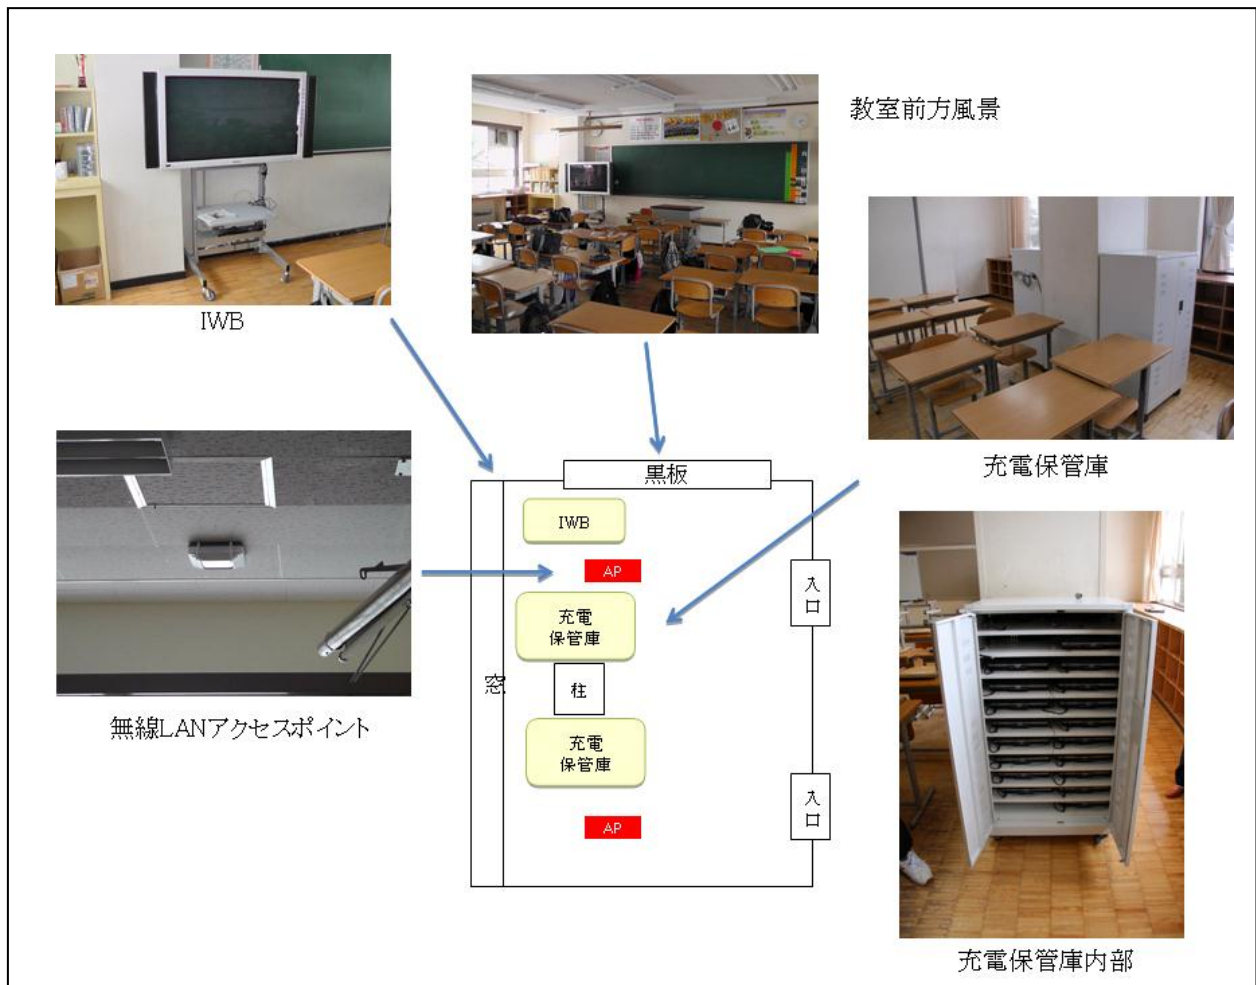 教室前方風景
IWB
充電保管庫
黒板
IWB
AP
入口
充電
保管庫
窓
柱
無線LANアクセスポイント
充電
保管庫
入口
AP
充電保管庫内部